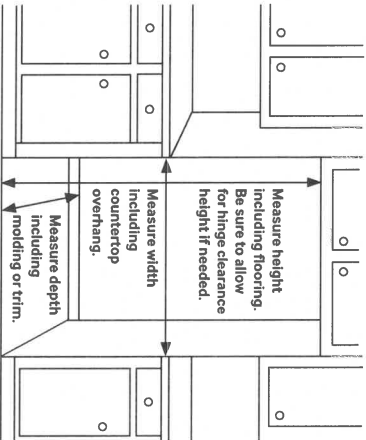 Measure height
including flooring.
Be sure to allow
for hinge clearance
height if needed.
Measure width
including
countertop
overhang.
Measure depth
including
molding or trim.